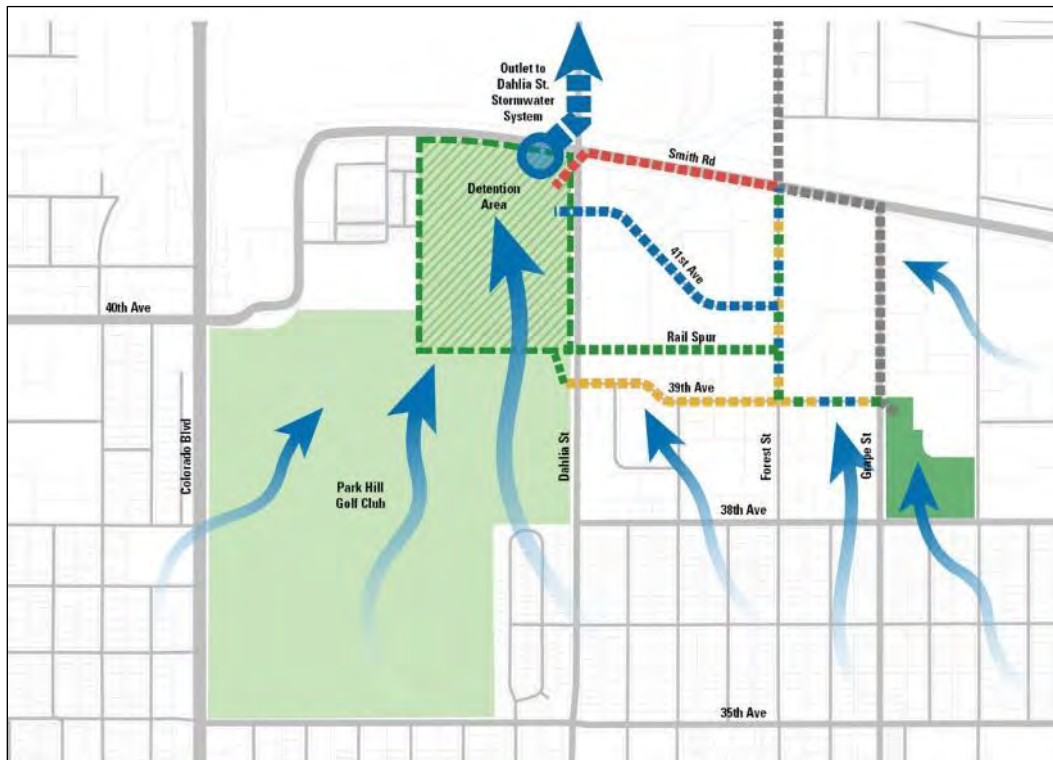 Outlet to
Dahlia St.
Stormwater
System
Smith Rd
Detention
Area
41st Ave
40th Ave
Rail Spur
39th Ave
Colorado Blvd
Dahlia St
Forest St
Grape St
Park Hill
Golf Club
38th Ave
35th Ave